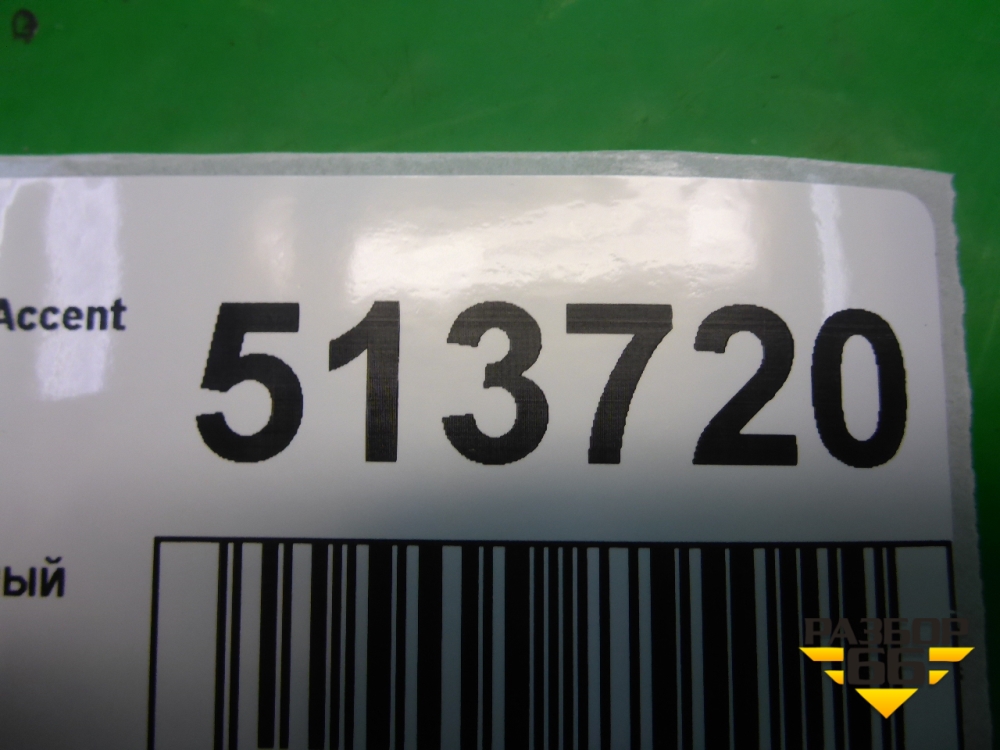 Accent
513720
ый
РАЗБОР
66